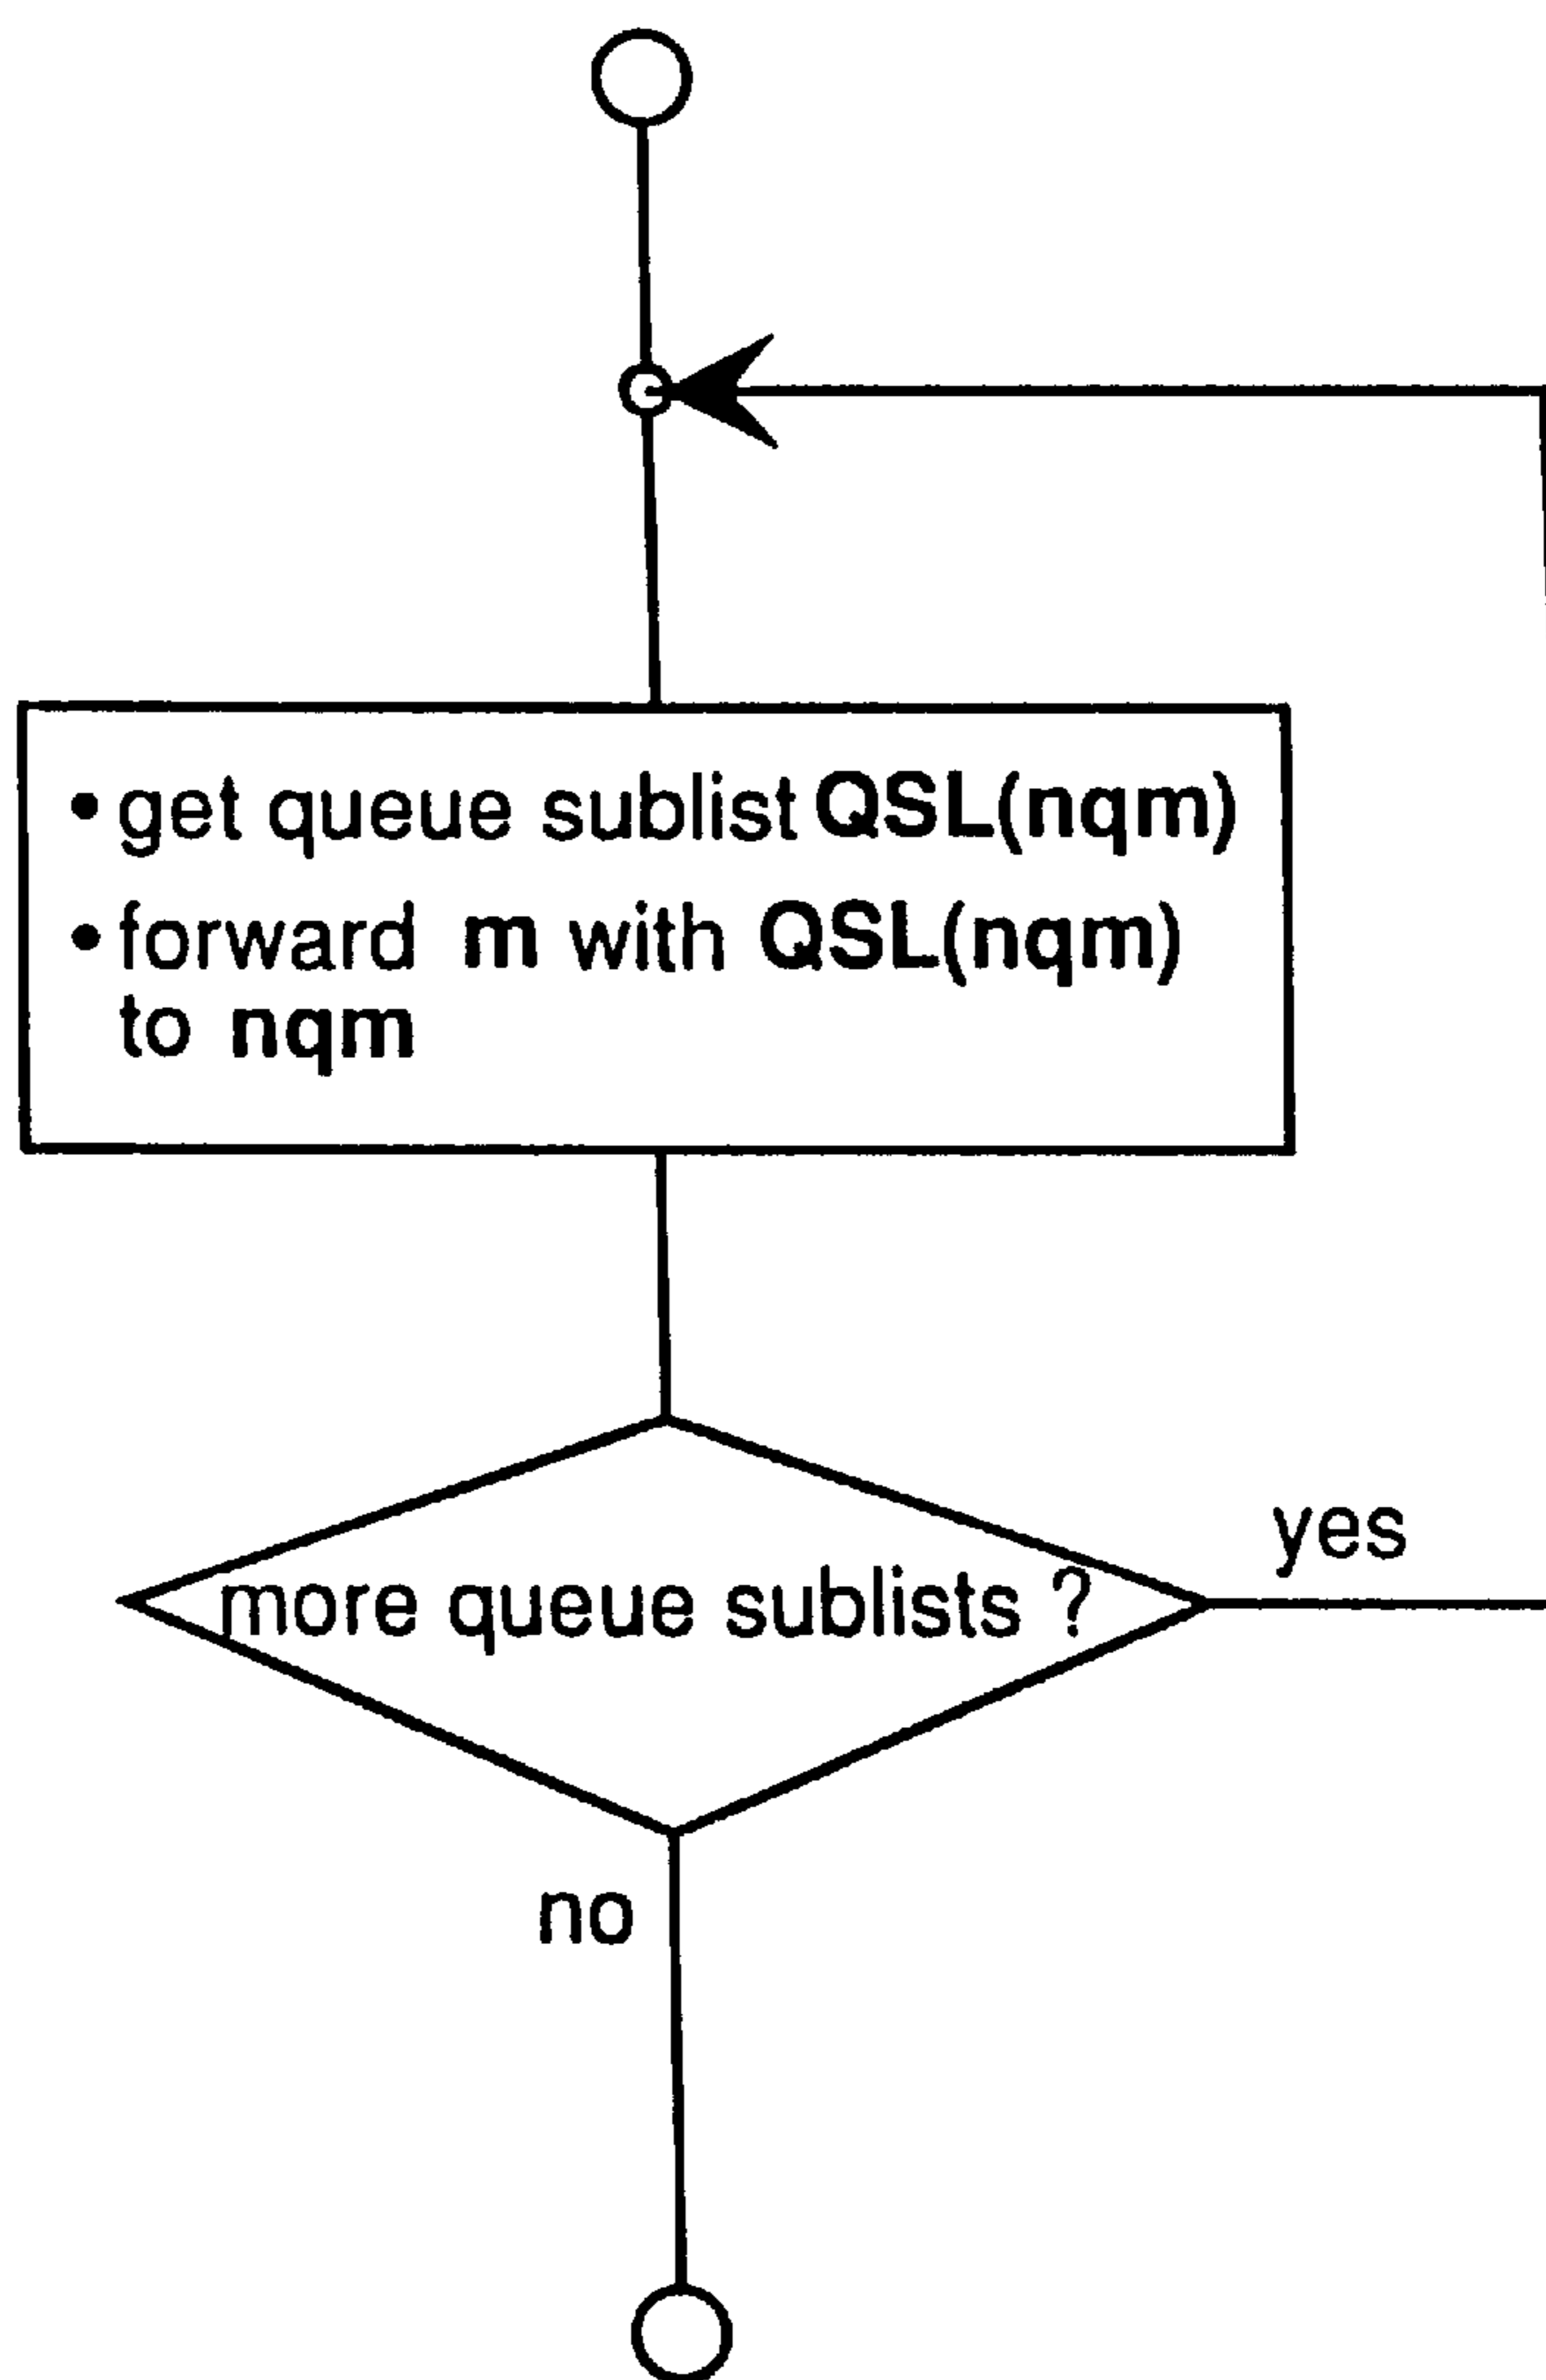 • get queue sublist QSL(nqm)
• forward m with QSL(nqm)
to nqm
more queue sublists ?
yes
no